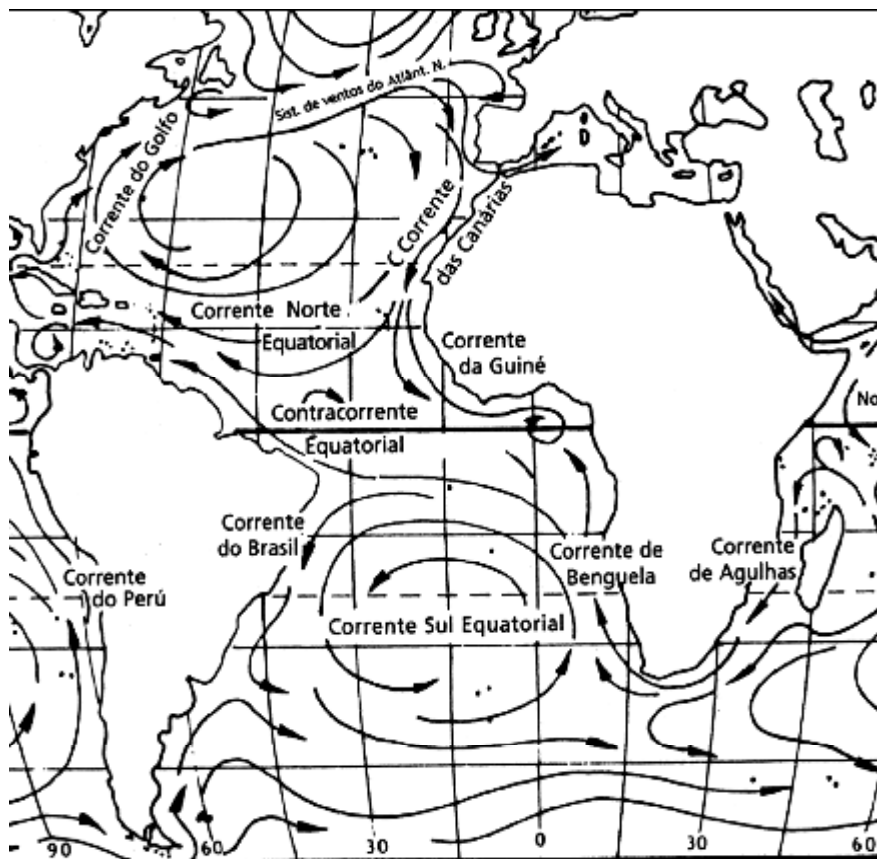 Sist. de ventos do Atlânt. N.
Corrente do Golfo
C Corrente
das Canárias
Corrente Norte
Equatorial
Corrente
da Guiné
Contracorrente
Equatorial
No
Corrente
do Brasil
Corrente de
Benguela
Corrente
de Agulhas
Corrente
do Perú
Corrente Sul Equatorial
90 60 30 0 30 60